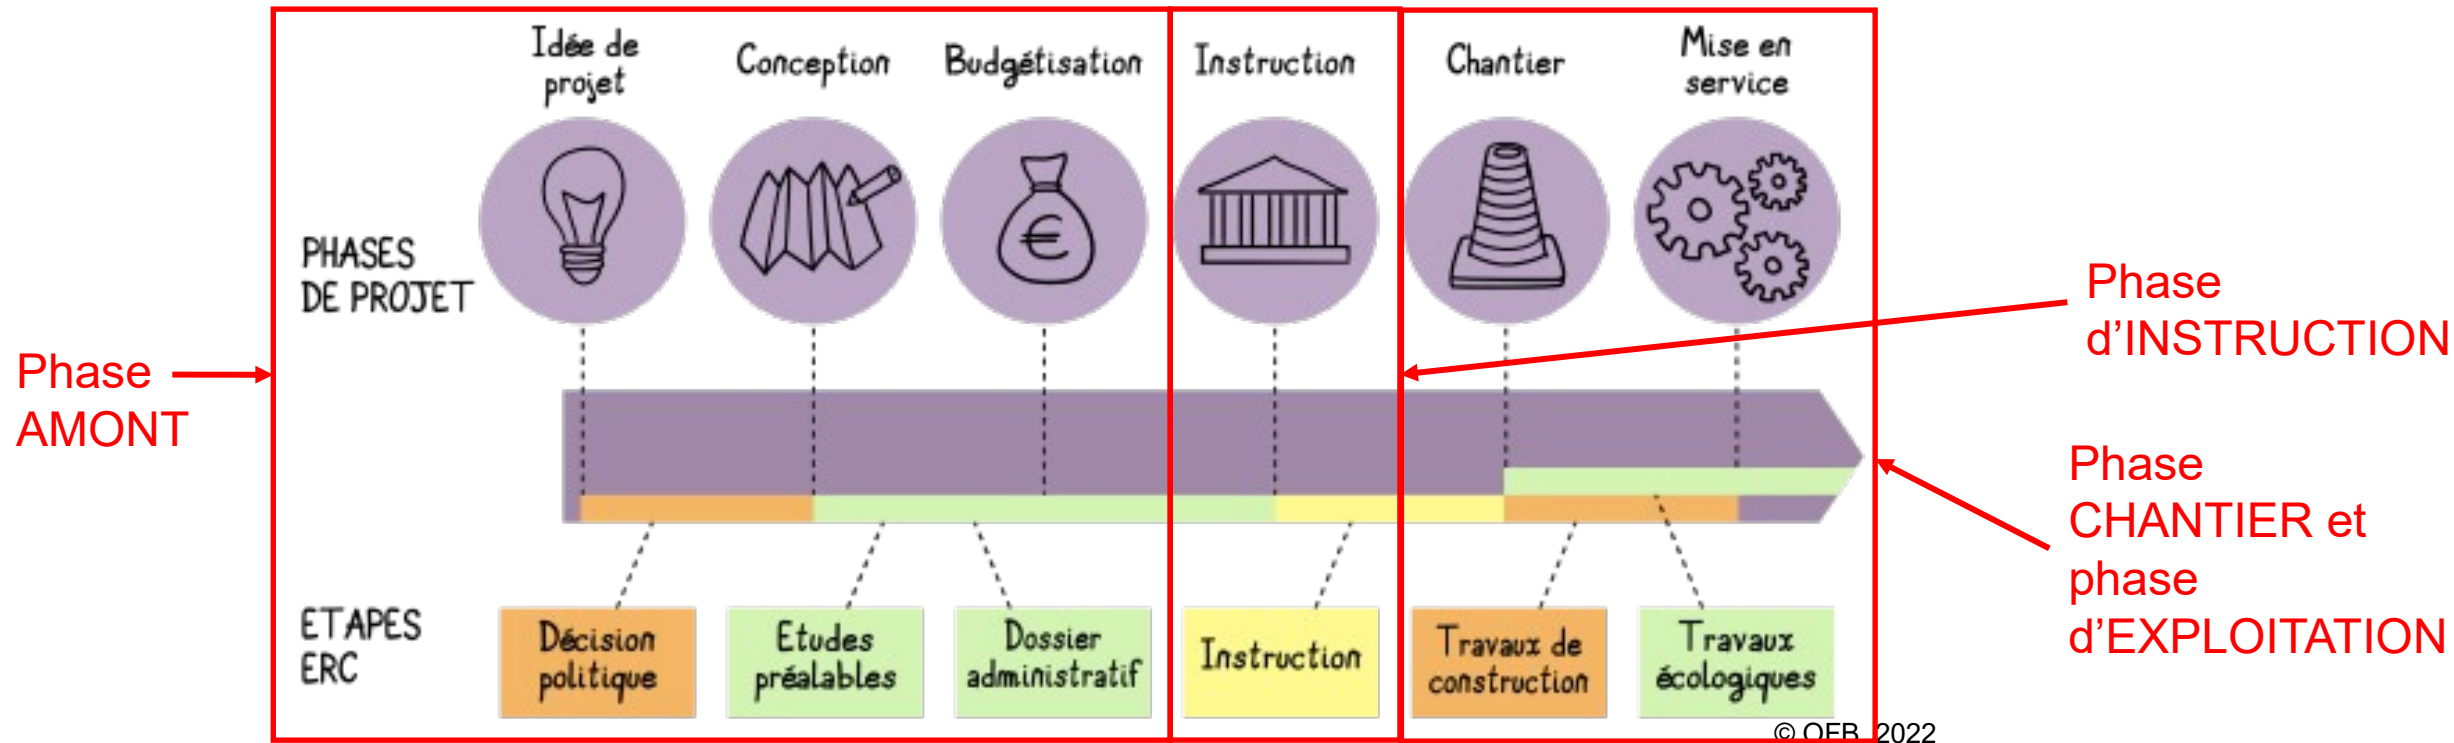 Idée de
projet
Conception
Budgétisation
Instruction
Chantier
Mise en
service
PHASES
DE PROJET
€
Phase
AMONT
Phase
d'INSTRUCTION
Phase
CHANTIER et
phase
d'EXPLOITATION
ETAPES
ERC
Décision
politique
Etudes
préalables
Dossier
administratif
Instruction
Travaux de
construction
Travaux
écologiques
© OFB, 2022